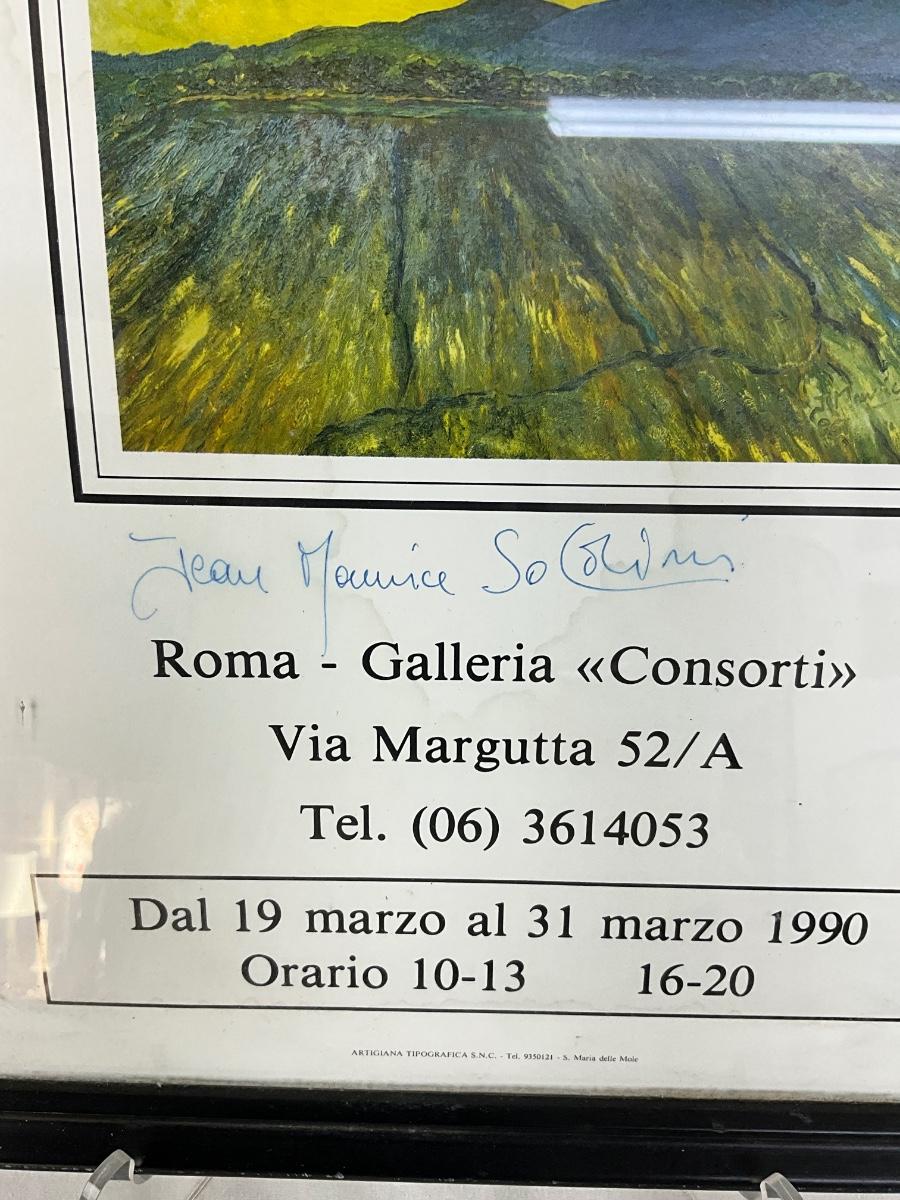 Jean Maurice
Roma - Galleria «Consorti»
Via Margutta 52/A
Tel. (06) 3614053
Dal 19 marzo al 31 marzo 1990
Orario 10-13 16-20
ARTIGIANA TIPOGRAFICA S.N.C. - Tel. 9350121 - S. Maria delle Mole